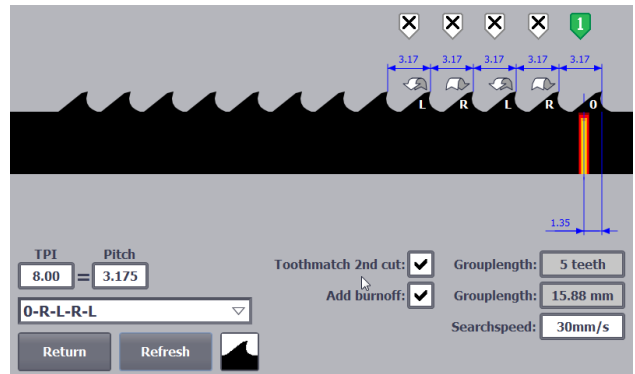 1
3.17 3.17 3.17 3.17 3.17
L R L R 0
1.35
TPI Pitch
8.00 = 3.175
0-R-L-R-L
Return Refresh
Toothmatch 2nd cut:
Add burnoff:
Grouplength: 5 teeth
Grouplength: 15.88 mm
Searchspeed: 30mm/s